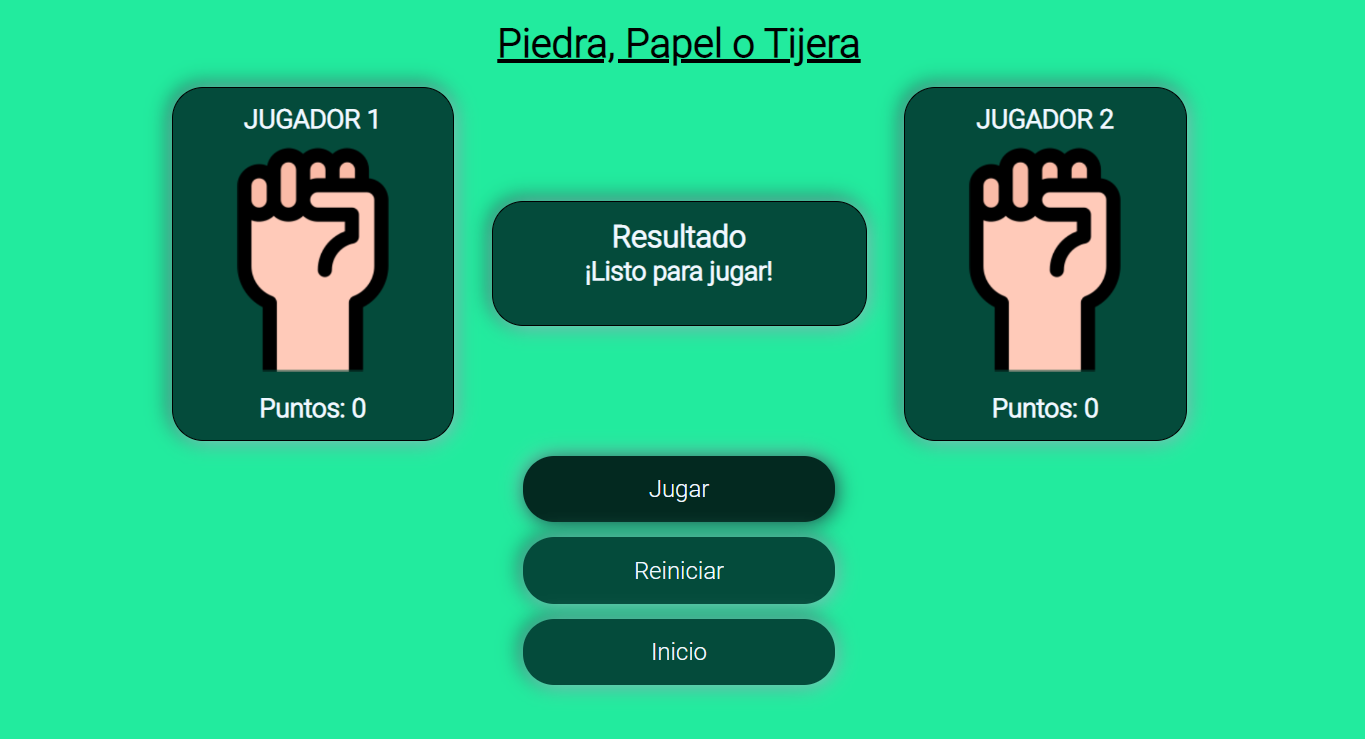 Piedra, Papel o Tijera
JUGADOR 1
Puntos: 0
Resultado
¡Listo para jugar!
JUGADOR 2
Puntos: 0
Jugar
Reiniciar
Inicio